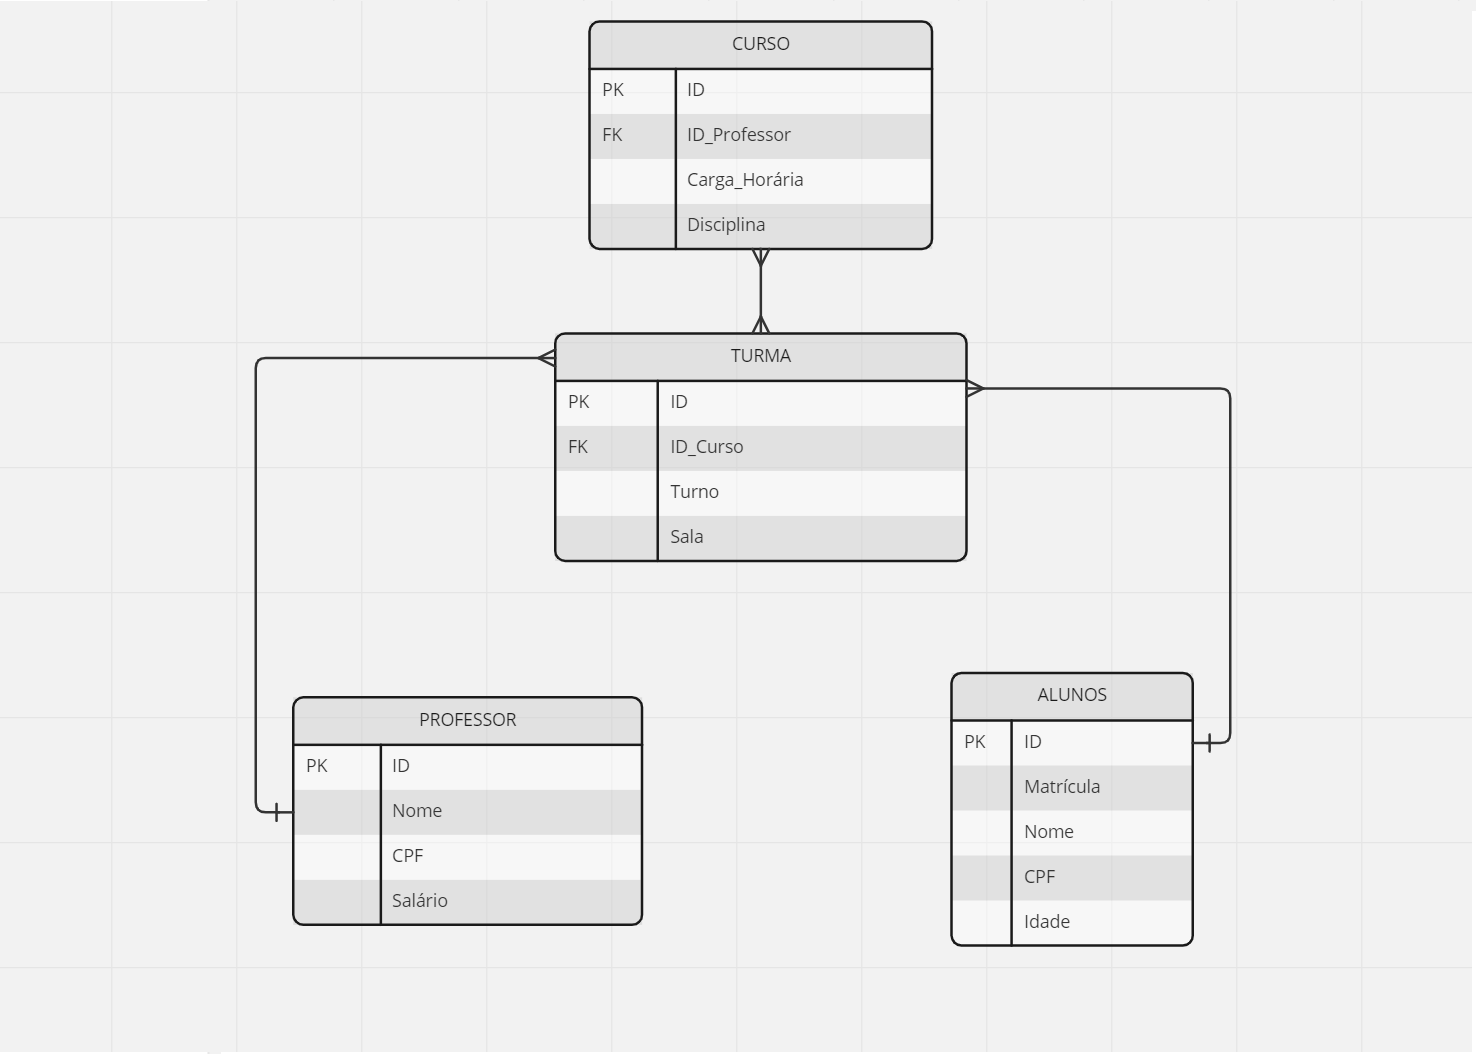 CURSO
PK ID
FK ID_Professor
Carga_Horária
Disciplina
TURMA
PK ID
FK ID_Curso
Turno
Sala
PROFESSOR
PK ID
Nome
CPF
Salário
ALUNOS
PK ID
Matrícula
Nome
CPF
Idade